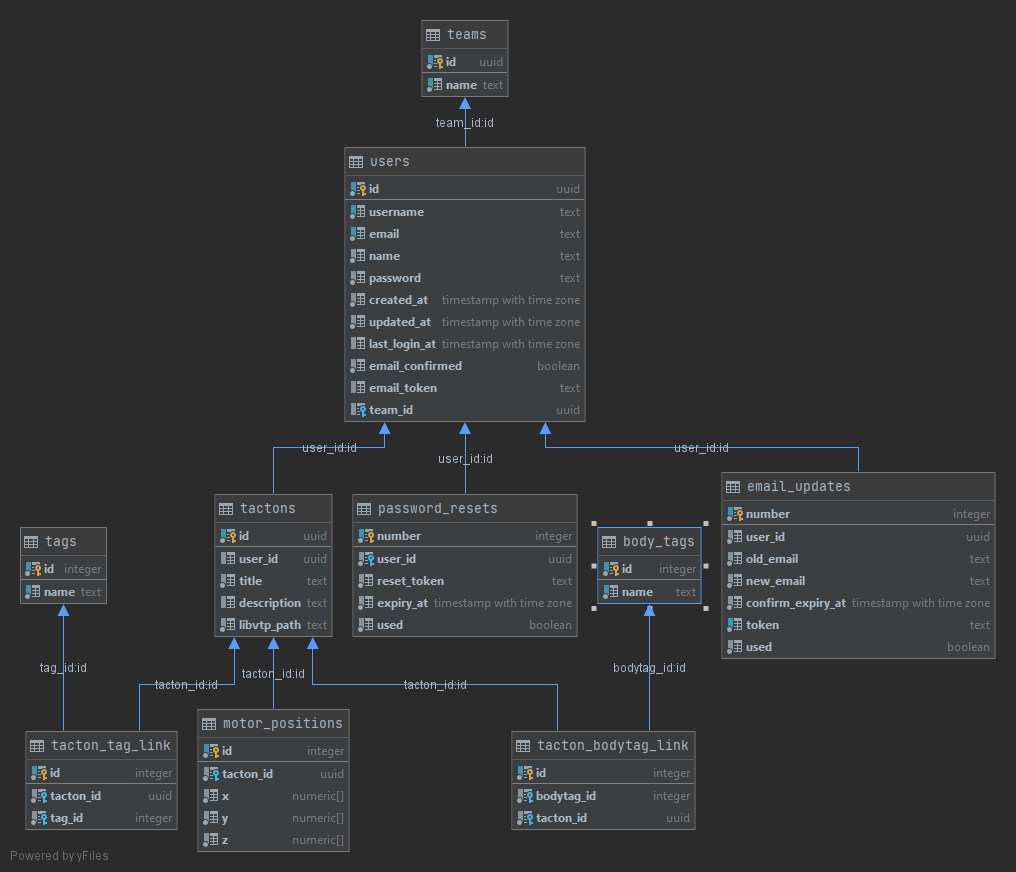 teams
id uuid
name text
team_id:id
users
id uuid
username text
email text
name text
password text
created_at timestamp with time zone
updated_at timestamp with time zone
last_login_at timestamp with time zone
email_confirmed boolean
email_token text
team_id uuid
user_id:id
user_id:id
user_id:id
tags
id integer
name text
tactons
id uuid
user_id uuid
title text
description text
libvtp_path text
password_resets
number integer
user_id uuid
reset_token text
expiry_at timestamp with time zone
used boolean
body_tags
id integer
name text
email_updates
number integer
user_id uuid
old_email text
new_email text
confirm_expiry_at timestamp with time zone
token text
used boolean
tag_id:id
tacton_id:id
tacton_id:id
tacton_id:id
bodytag_id:id
tacton_tag_link
id integer
tacton_id uuid
tag_id integer
motor_positions
id integer
tacton_id uuid
x numeric[]
y numeric[]
z numeric[]
tacton_bodytag_link
id integer
bodytag_id integer
tacton_id uuid
Powered by yFiles